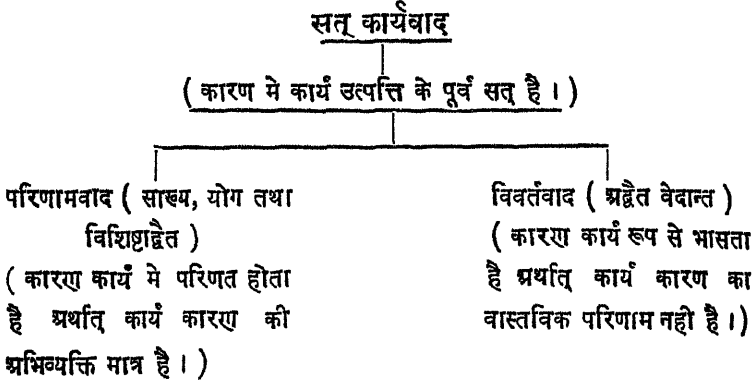 सत् कार्यवाद
( कारण मे कार्य उत्पत्ति के पूर्व सत् है । )
परिणामवाद ( साख्य, योग तथा
विशिष्टाद्वैत )
( कारण कार्य मे परिणत होता
है अर्थात् कार्य कारण की
अभिव्यक्ति मात्र है । )
विवर्तवाद ( अद्वैत वेदान्त )
( कारण कार्य रूप से भासता
है अर्थात् कार्य कारण का
वास्तविक परिणाम नही है । )